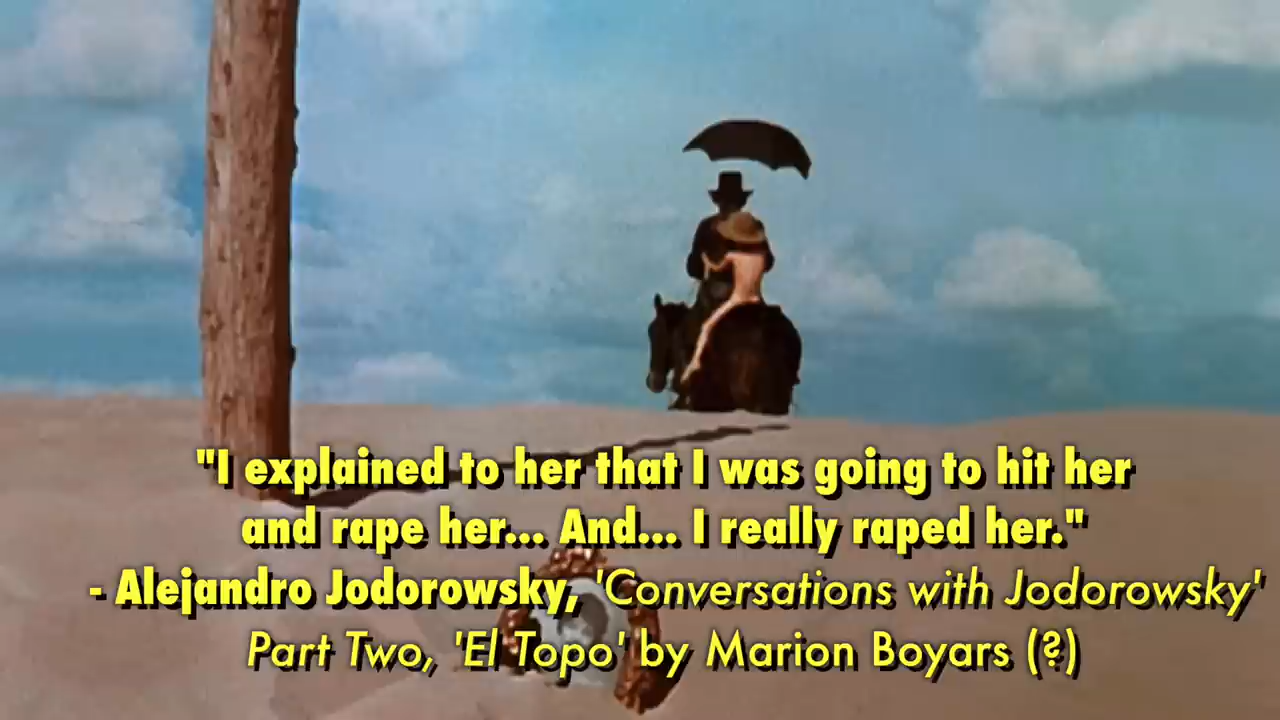 "I explained to her that I was going to hit her
and rape her... And... I really raped her."
- Alejandro Jodorowsky, 'Conversations with Jodorowsky'
Part Two, 'El Topo' by Marion Boyars (?)